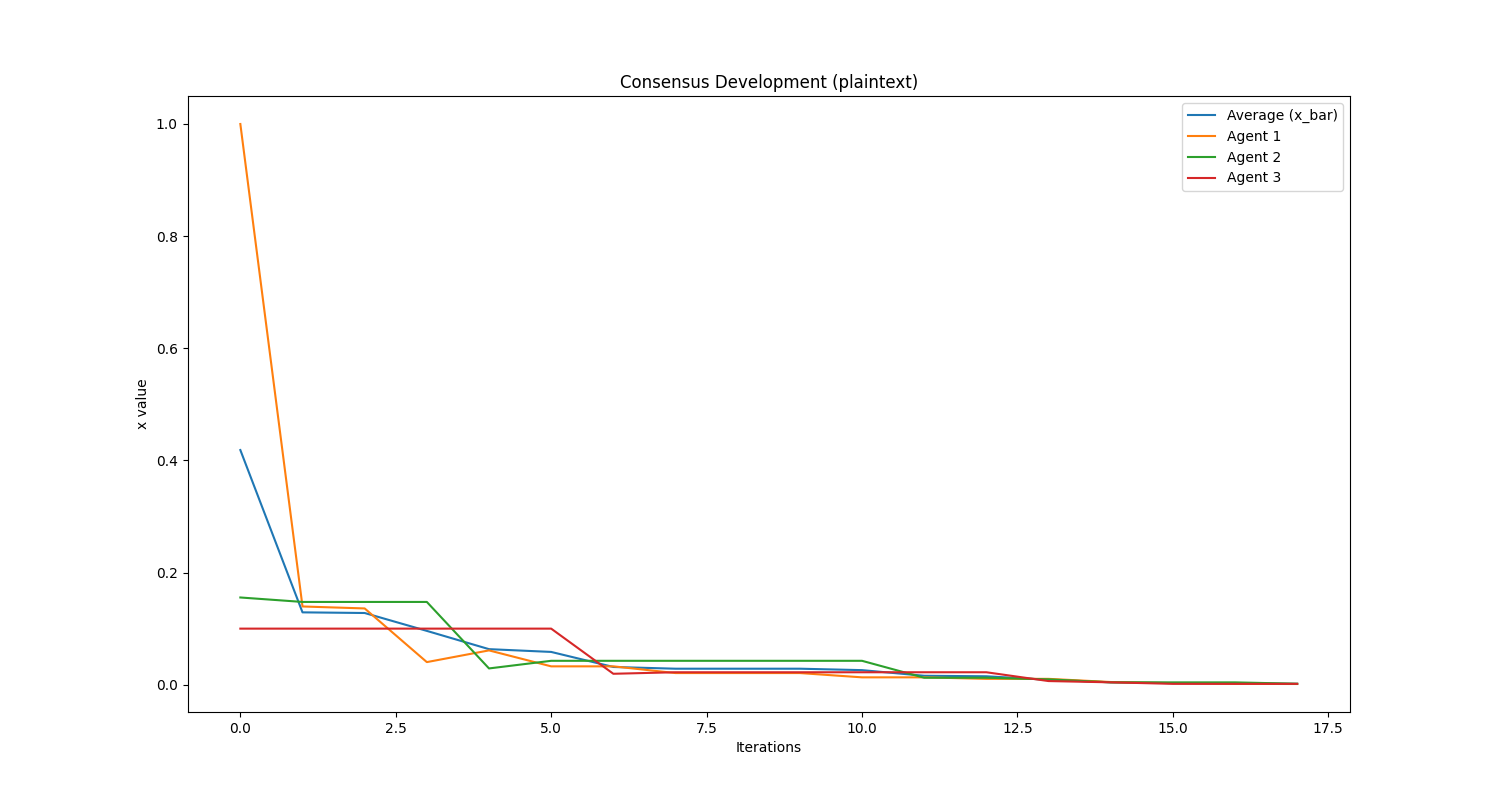 Consensus Development (plaintext)
Average (x_bar)
Agent 1
Agent 2
Agent 3
x value
1.0
0.8
0.6
0.4
0.2
0.0
0.0 2.5 5.0 7.5 10.0 12.5 15.0 17.5
Iterations